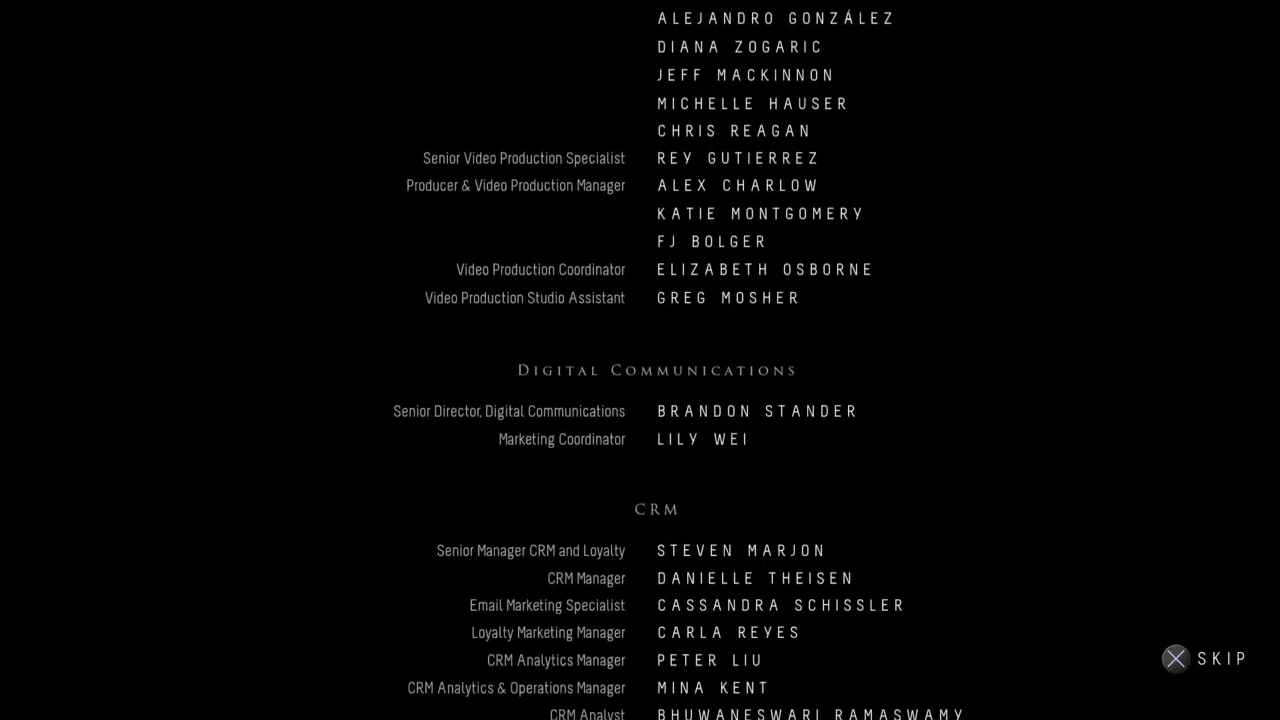 ALEJANDRO GONZÁLEZ
DIANA ZOGARIC
JEFF MACKINNON
MICHELLE HAUSER
CHRIS REAGAN
Senior Video Production Specialist REY GUTIERREZ
Producer & Video Production Manager ALEX CHARLOW
KATIE MONTGOMERY
FJ BOLGER
Video Production Coordinator ELIZABETH OSBORNE
Video Production Studio Assistant GREG MOSHER
DIGITAL COMMUNICATIONS
Senior Director, Digital Communications BRANDON STANDER
Marketing Coordinator LILY WEI
CRM
Senior Manager CRM and Loyalty STEVEN MARJON
CRM Manager DANIELLE THEISEN
Email Marketing Specialist CASSANDRA SCHISSLER
Loyalty Marketing Manager CARLA REYES
CRM Analytics Manager PETER LIU
SKIP
CRM Analytics & Operations Manager MINA KENT
CRM Analyst BHUWANESWARI RAMASWAMY